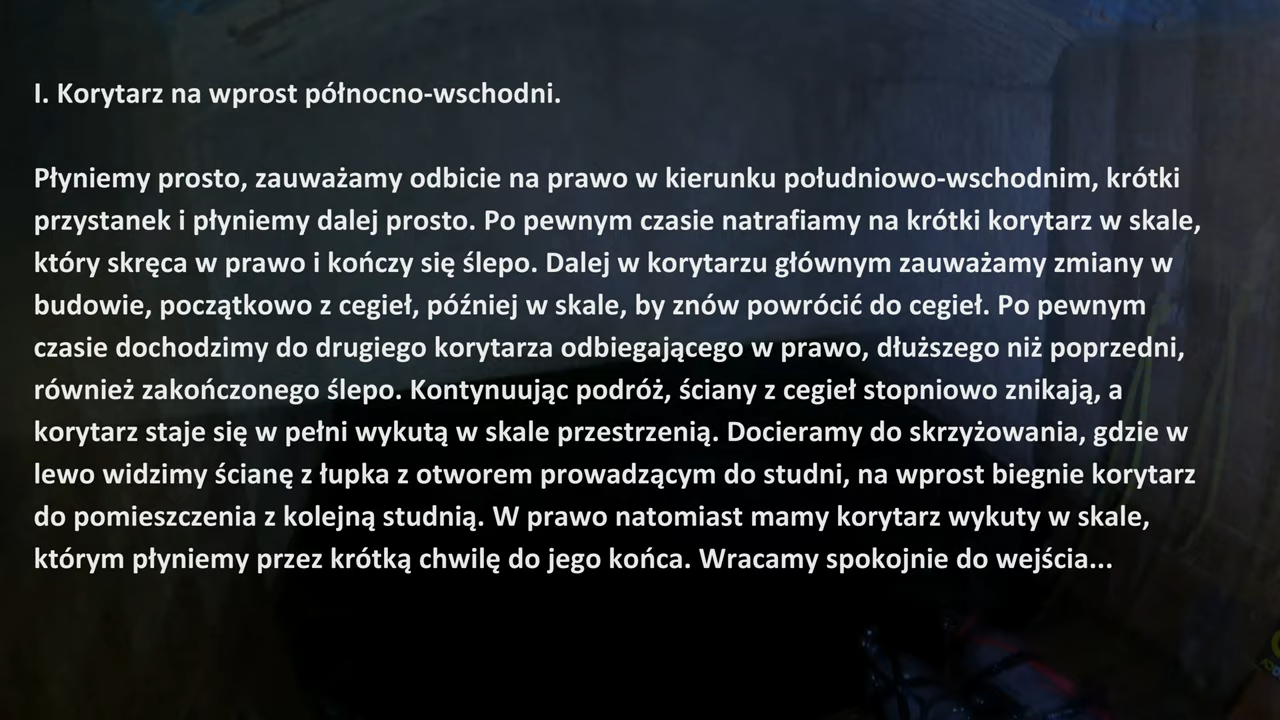 I. Korytarz na wprost północno-wschodni.
Płyniemy prosto, zauważamy odbicie na prawo w kierunku południowo-wschodnim, krótki
przystanek i płyniemy dalej prosto. Po pewnym czasie natrafiamy na krótki korytarz w skale,
który skręca w prawo i kończy się ślepo. Dalej w korytarzu głównym zauważamy zmiany w
budowie, początkowo z cegieł, później w skale, by znów powrócić do cegieł. Po pewnym
czasie dochodzimy do drugiego korytarza odbiegającego w prawo, dłuższego niż poprzedni,
również zakończonego ślepo. Kontynuując podróż, ściany z cegieł stopniowo znikają, a
korytarz staje się w pełni wykutą w skale przestrzenią. Docieramy do skrzyżowania, gdzie w
lewo widzimy ścianę z łupka z otworem prowadzącym do studni, na wprost biegnie korytarz
do pomieszczenia z kolejną studnią. W prawo natomiast mamy korytarz wykuty w skale,
którym płyniemy przez krótką chwilę do jego końca. Wracamy spokojnie do wejścia...